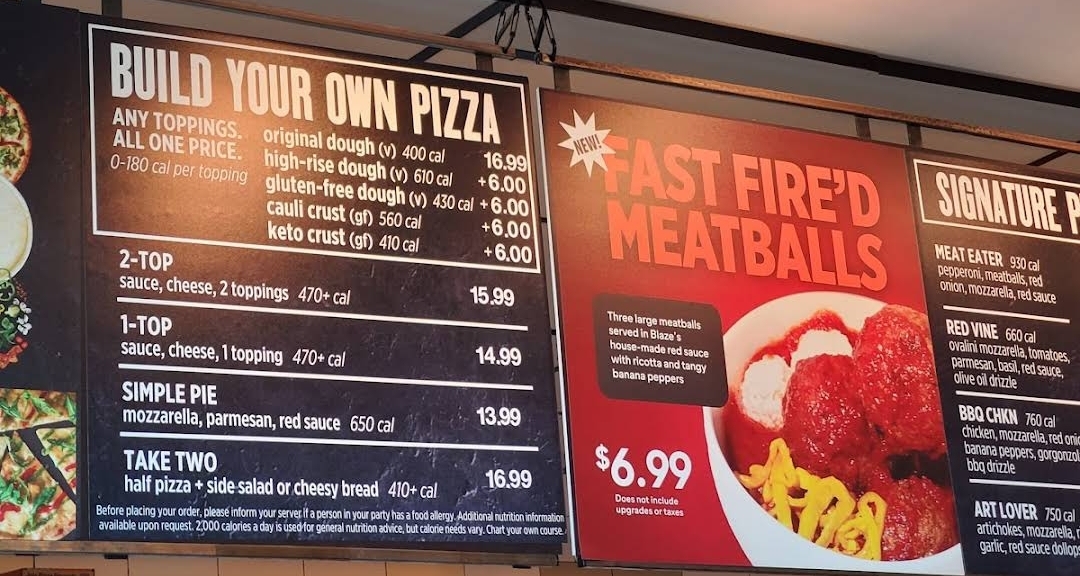 BUILD YOUR OWN PIZZA
ANY TOPPINGS.
ALL ONE PRICE.
0-180 cal per topping
original dough (v) 400 cal 16.99
high-rise dough (v) 610 cal +6.00
gluten-free dough (v) 430 cal +6.00
cauli crust (gf) 560 cal +6.00
keto crust (gf) 410 cal +6.00
2-TOP
sauce, cheese, 2 toppings 470+ cal 15.99
1-TOP
sauce, cheese, 1 topping 470+ cal 14.99
SIMPLE PIE
mozzarella, parmesan, red sauce 650 cal 13.99
TAKE TWO
half pizza + side salad or cheesy bread 410+ cal 16.99
Before placing your order, please inform your server if a person in your party has a food allergy. Additional nutrition information
available upon request. 2,000 calories a day is used for general nutrition advice, but calorie needs vary. Chart your own course.
NEW!
FAST FIRE'D
MEATBALLS
Three large meatballs
served in Blaze's
house-made red sauce
with ricotta and tangy
banana peppers
$6.99
Does not include
upgrades or taxes
SIGNATURE P
MEAT EATER 930 cal
pepperoni, meatballs, red
onion, mozzarella, red sauce
RED VINE 660 cal
ovalini mozzarella, tomatoes,
parmesan, basil, red sauce,
olive oil drizzle
BBQ CHKN 760 cal
chicken, mozzarella, red onio
banana peppers, gorgonzol
bbq drizzle
ART LOVER 750 cal
artichokes, mozzarella, r
garlic, red sauce dollops